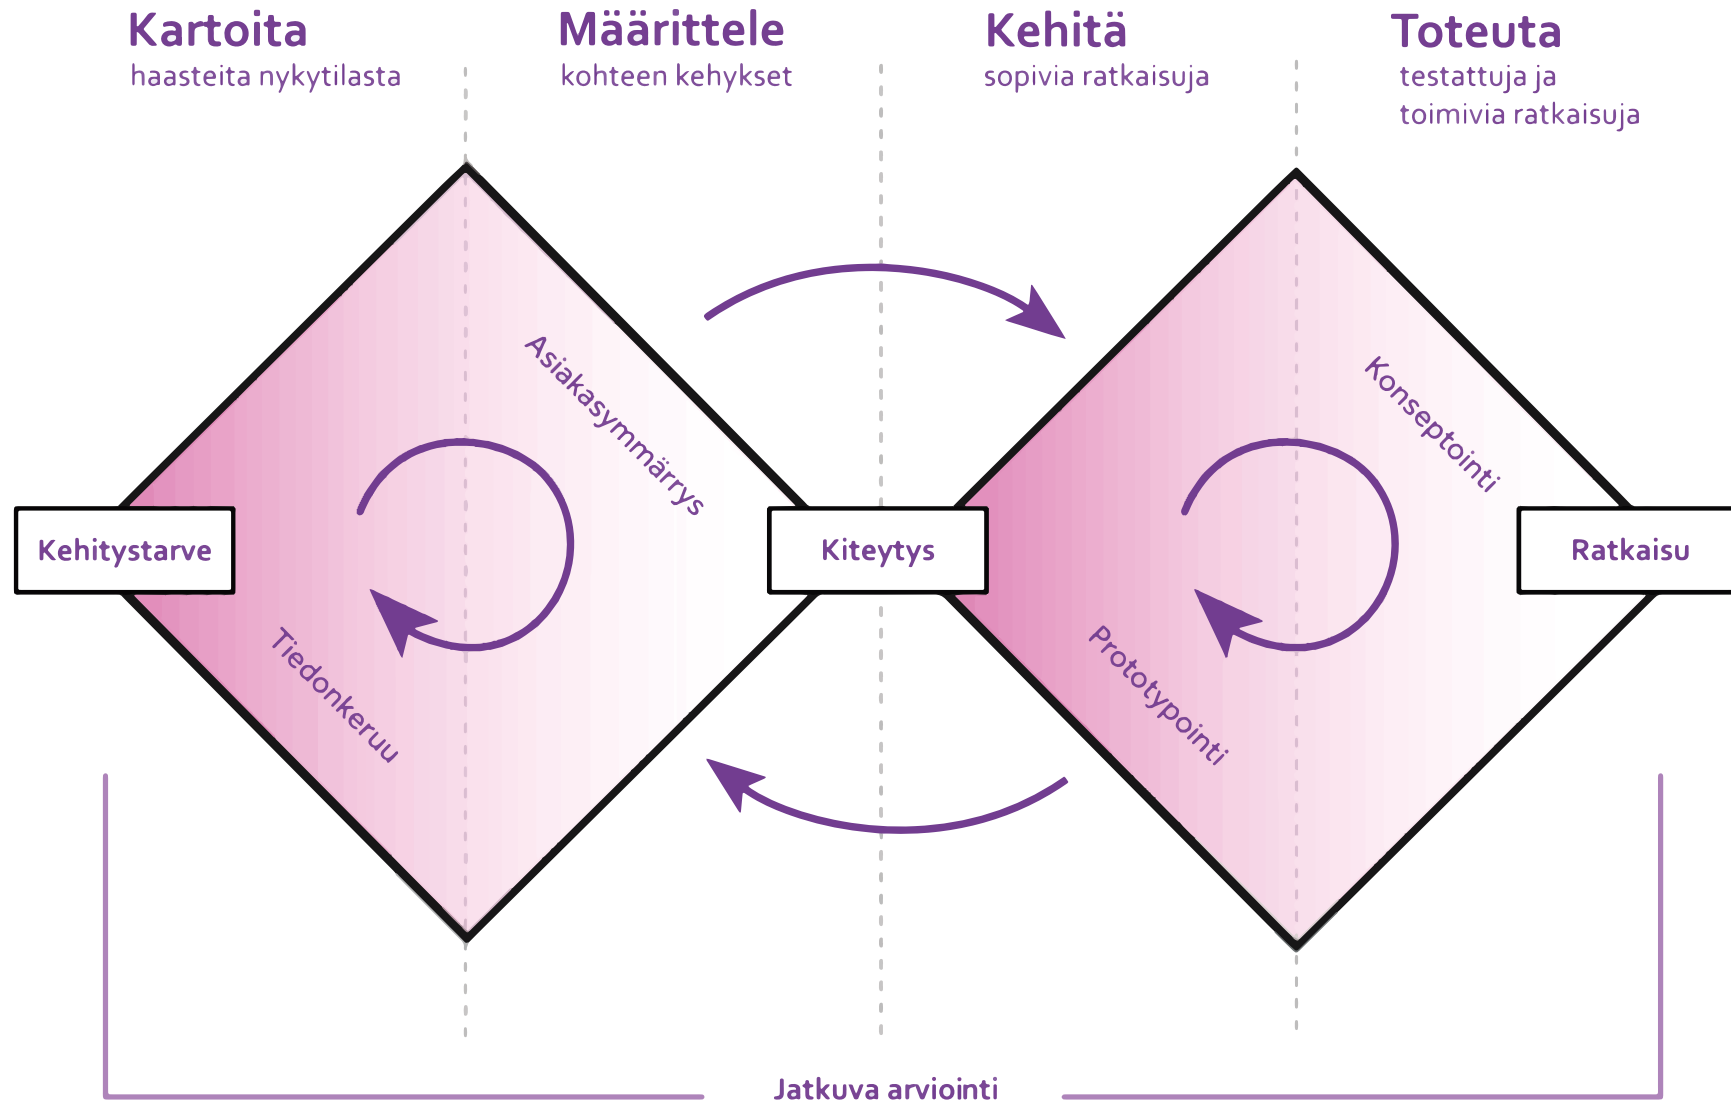 Kartoita
haasteita nykytilasta
Määrittele
kohteen kehykset
Kehitä
sopivia ratkaisuja
Toteuta
testattuja ja
toimivia ratkaisuja
Asiakasymmärrys
Konseptointi
Kehitystarve
Kiteytys
Ratkaisu
Tiedonkeruu
Prototypointi
Jatkuva arviointi